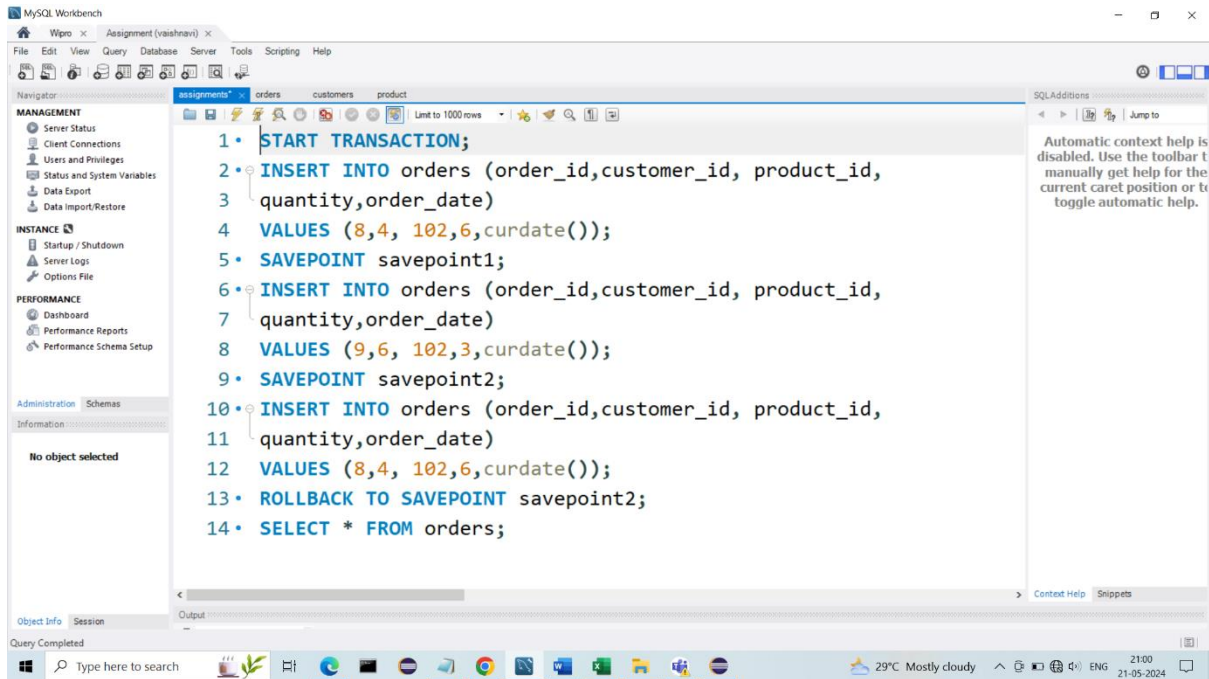 MySQL Workbench
Wipro × Assignment (vaishnavi) ×
File Edit View Query Database Server Tools Scripting Help
Navigator
MANAGEMENT
Server Status
Client Connections
Users and Privileges
Status and System Variables
Data Export
Data Import/Restore
INSTANCE
Startup / Shutdown
Server Logs
Options File
PERFORMANCE
Dashboard
Performance Reports
Performance Schema Setup
Administration Schemas
Information
No object selected
Object Info Session
assignments* × orders customers product
Limit to 1000 rows
1 START TRANSACTION;
2 INSERT INTO orders (order_id,customer_id, product_id,
3 quantity,order_date)
4 VALUES (8,4, 102,6,curdate());
5 SAVEPOINT savepoint1;
6 INSERT INTO orders (order_id,customer_id, product_id,
7 quantity,order_date)
8 VALUES (9,6, 102,3,curdate());
9 SAVEPOINT savepoint2;
10 INSERT INTO orders (order_id,customer_id, product_id,
11 quantity,order_date)
12 VALUES (8,4, 102,6,curdate());
13 ROLLBACK TO SAVEPOINT savepoint2;
14 SELECT * FROM orders;
Output
SQLAdditions
Jump to
Automatic context help is
disabled. Use the toolbar t
manually get help for the
current caret position or to
toggle automatic help.
Context Help Snippets
Query Completed
Type here to search
29°C Mostly cloudy ENG 21:00
21-05-2024